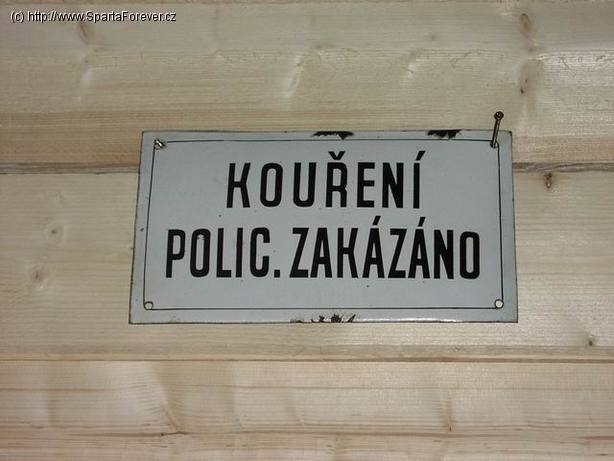 (c) http://www.SpartaForever.cz
KOUŘENÍ
POLIC. ZAKÁZÁNO